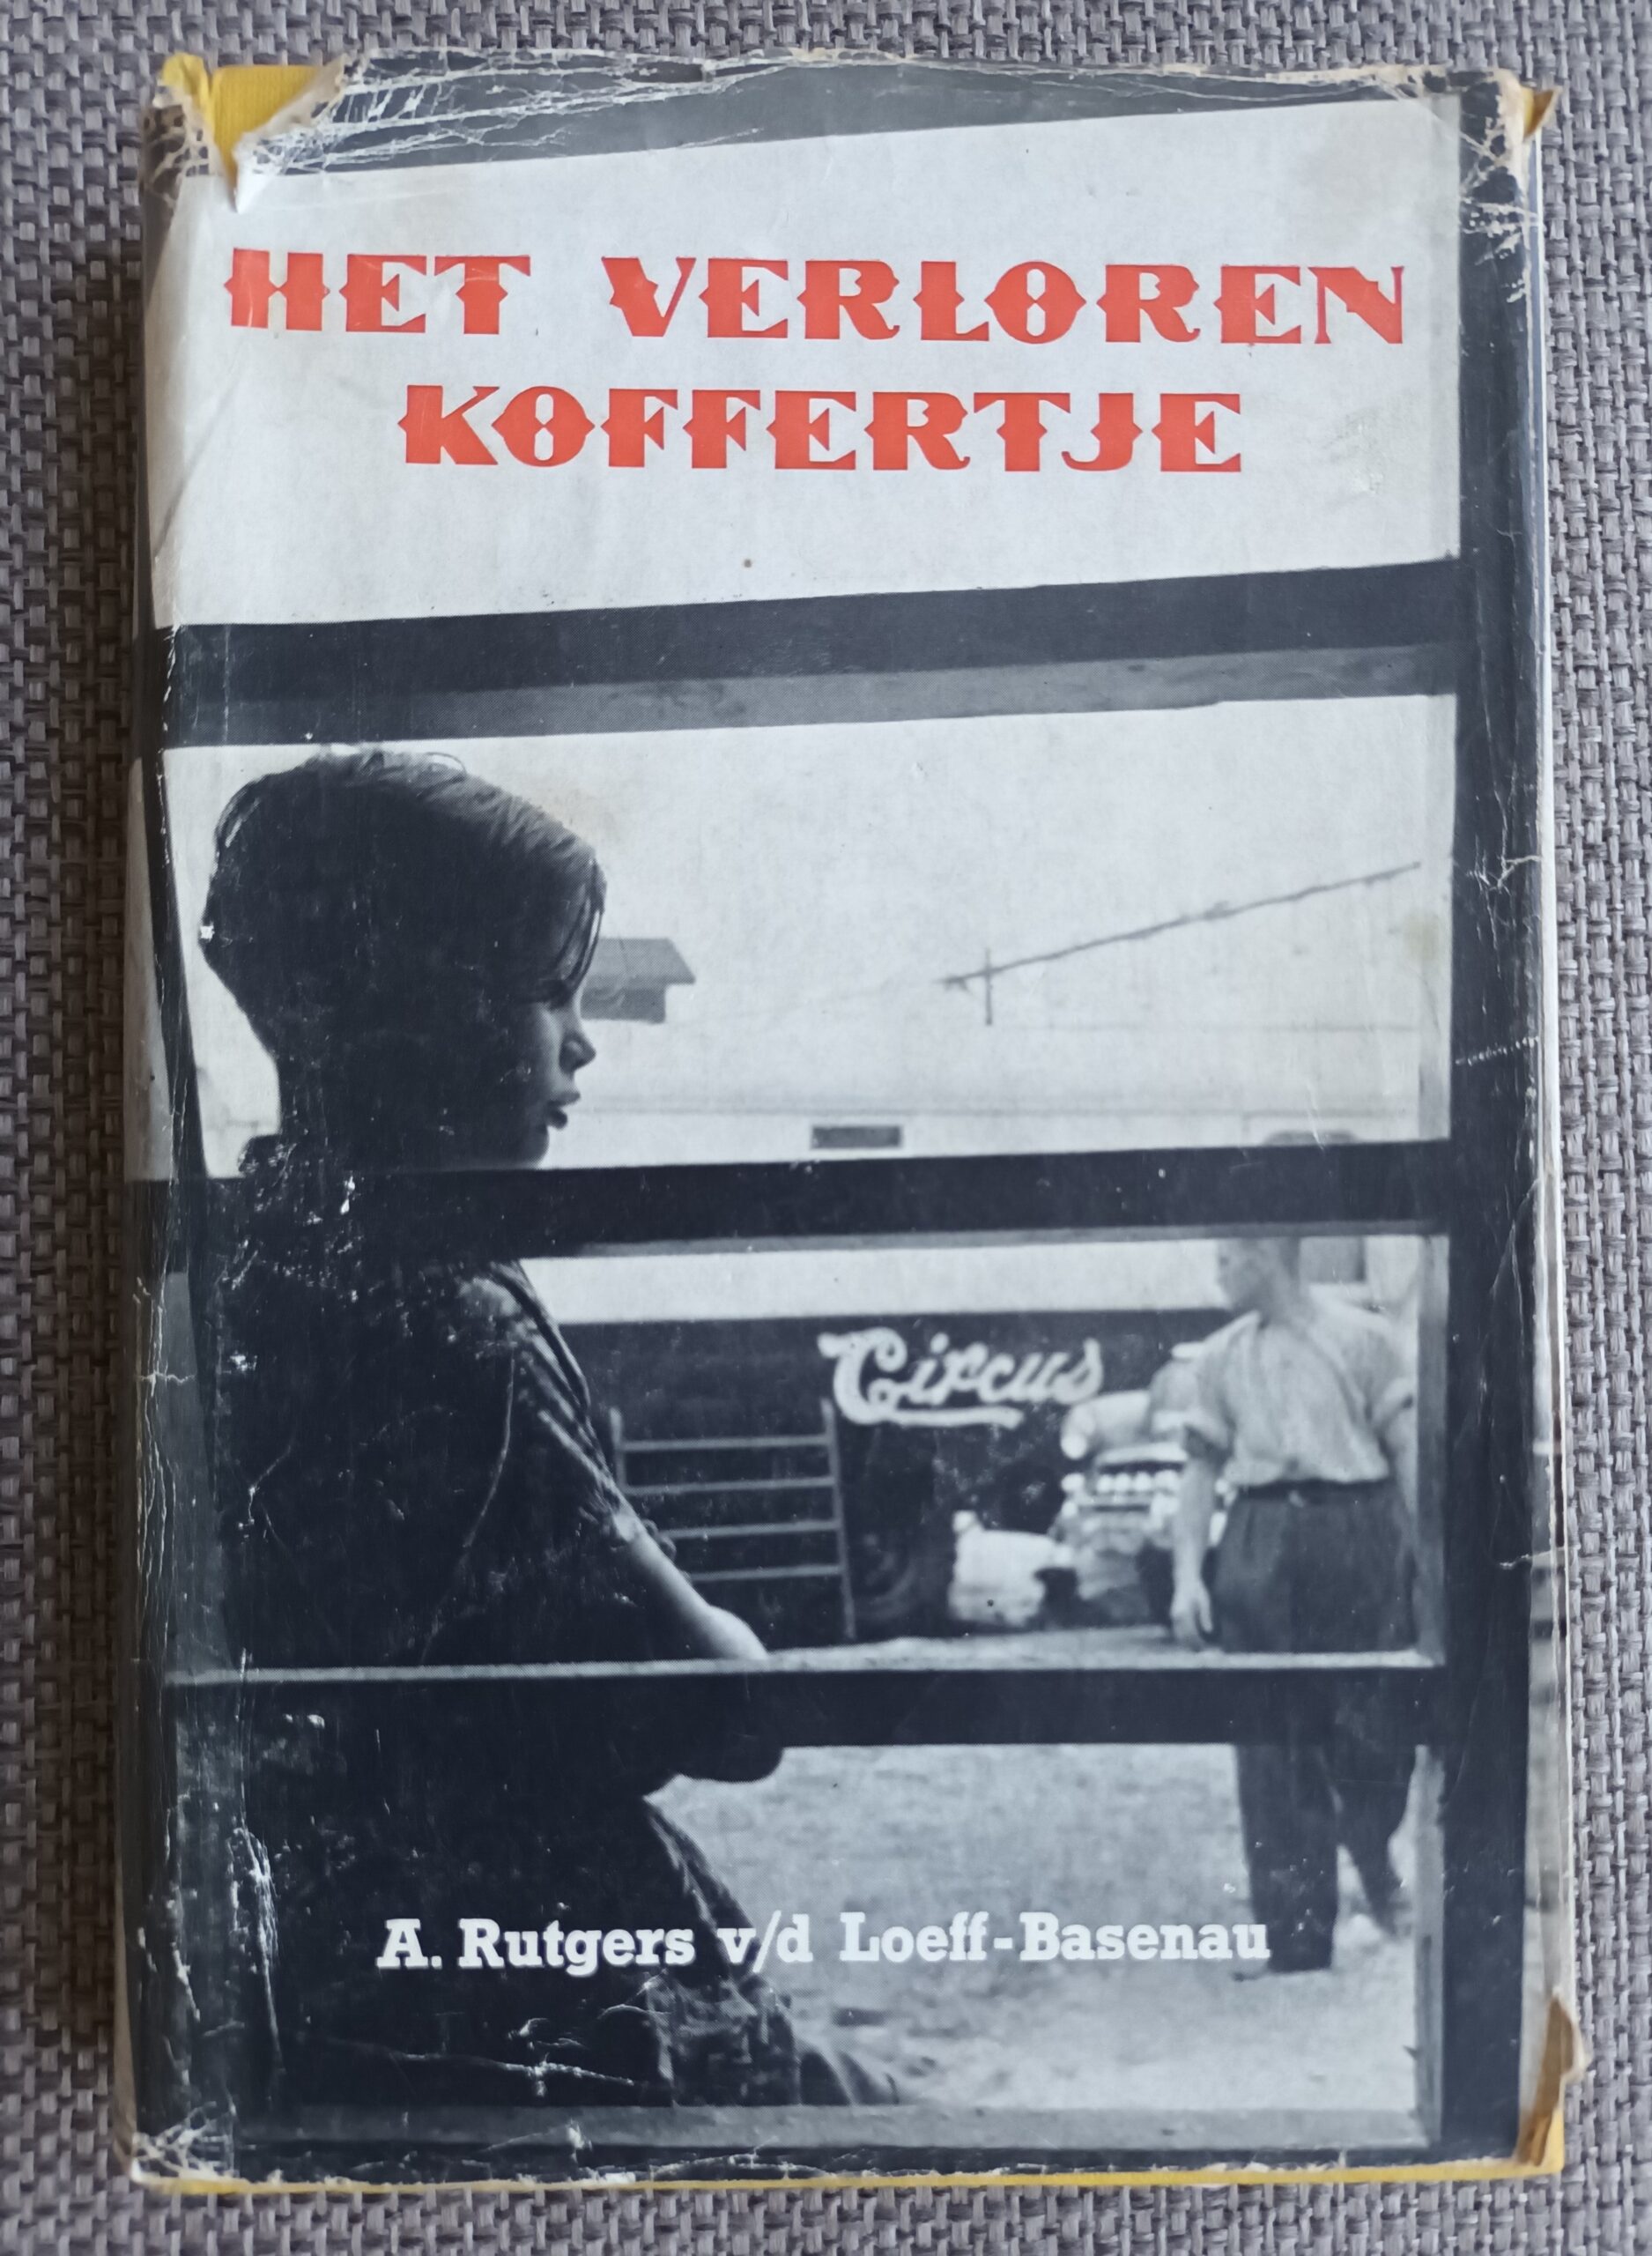 HET VERLOREN
KOFFERTJE
Circus
A. Rutgers v/d Loeff-Basenau